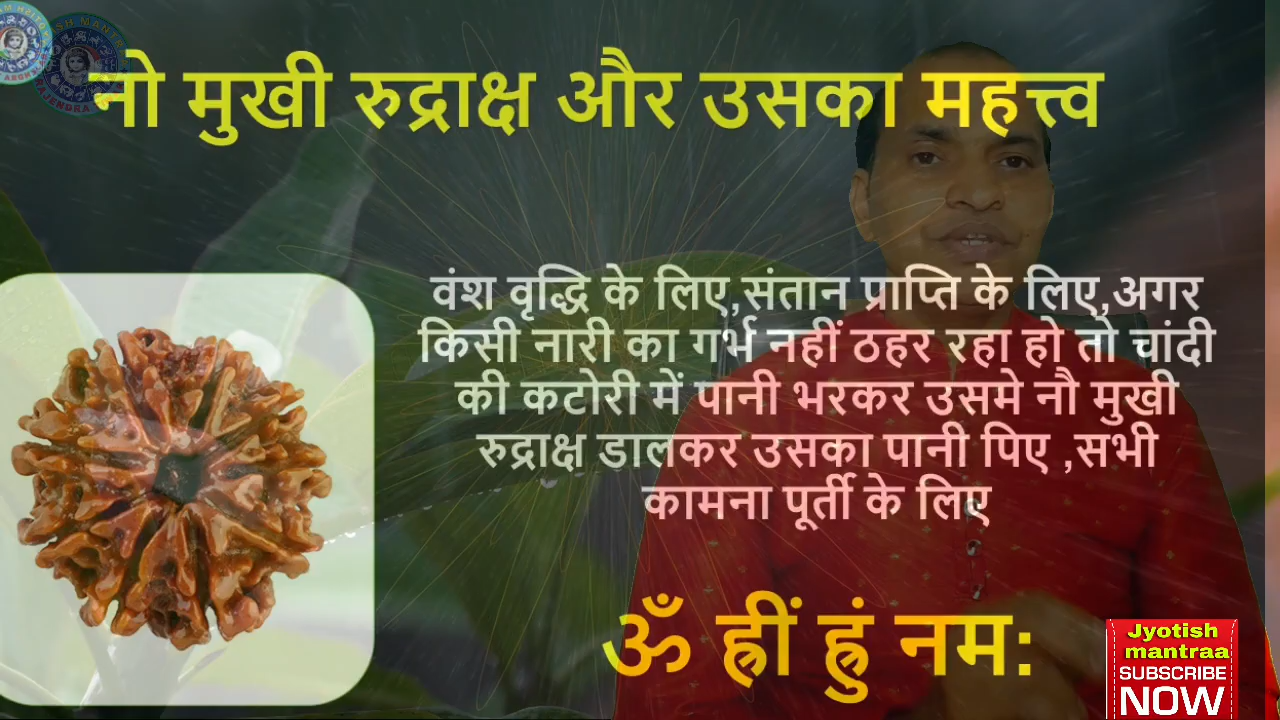 नो मुखी रुद्राक्ष और उसका महत्त्व
वंश वृद्धि के लिए,संतान प्राप्ति के लिए,अगर
किसी नारी का गर्भ नहीं ठहर रहा हो तो चांदी
की कटोरी में पानी भरकर उसमे नौ मुखी
रुद्राक्ष डालकर उसका पानी पिए ,सभी
कामना पूर्ती के लिए
ॐ ह्रीं ह्रुं नम:
Jyotish
mantraa
SUBSCRIBE
NOW